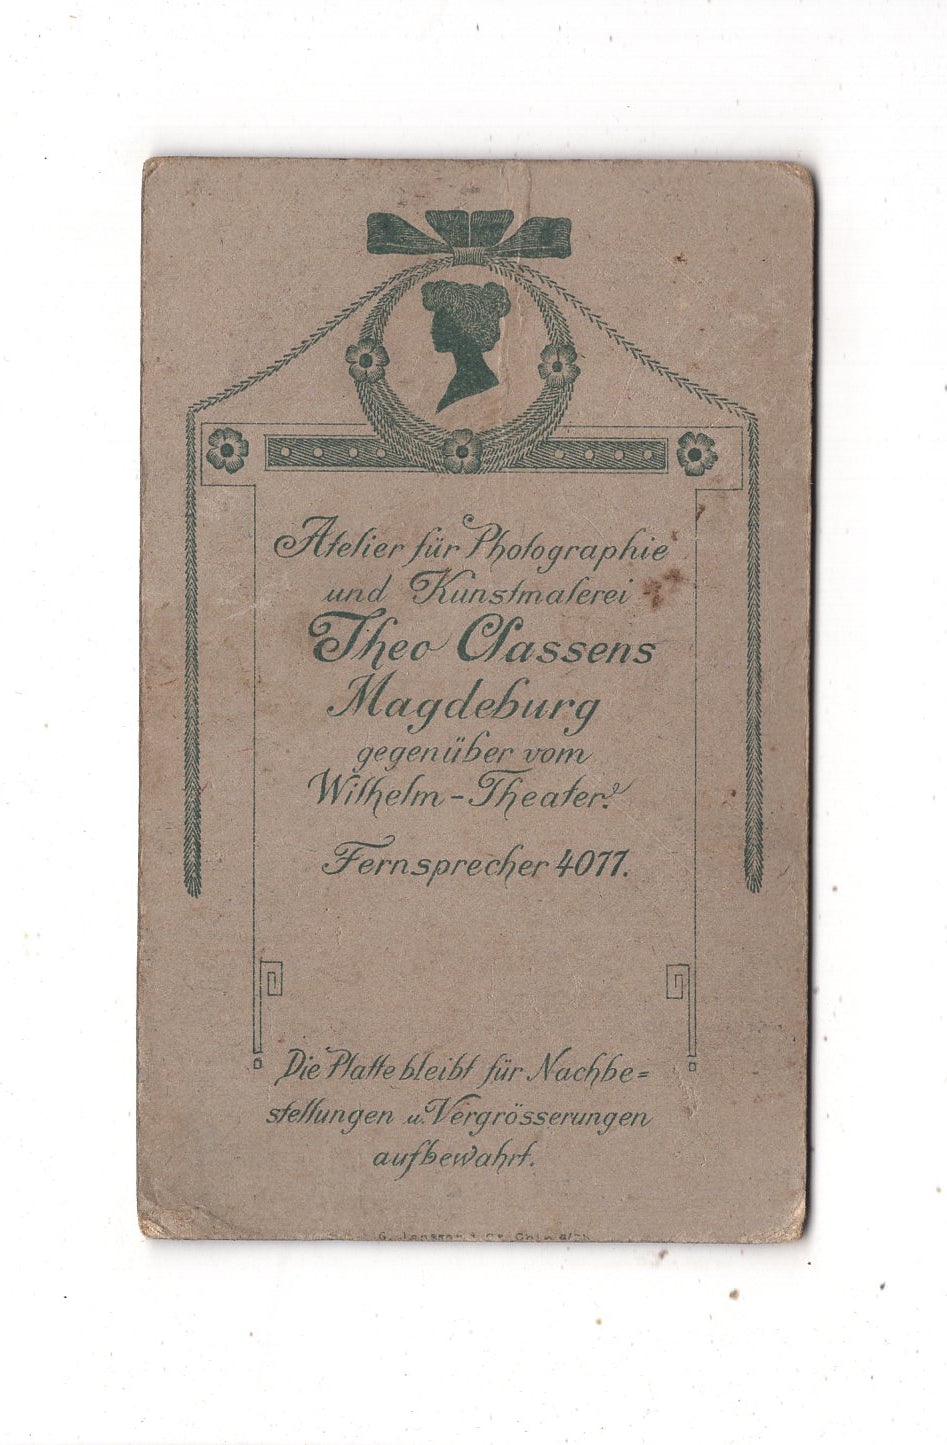 Atelier für Photographie
und Kunstmalerei
Theo Classens
Magdeburg
gegenüber vom
Wilhelm-Theater.
Fernsprecher 4077.
Die Platte bleibt für Nachbe=
stellungen u. Vergrösserungen
aufbewahrt.